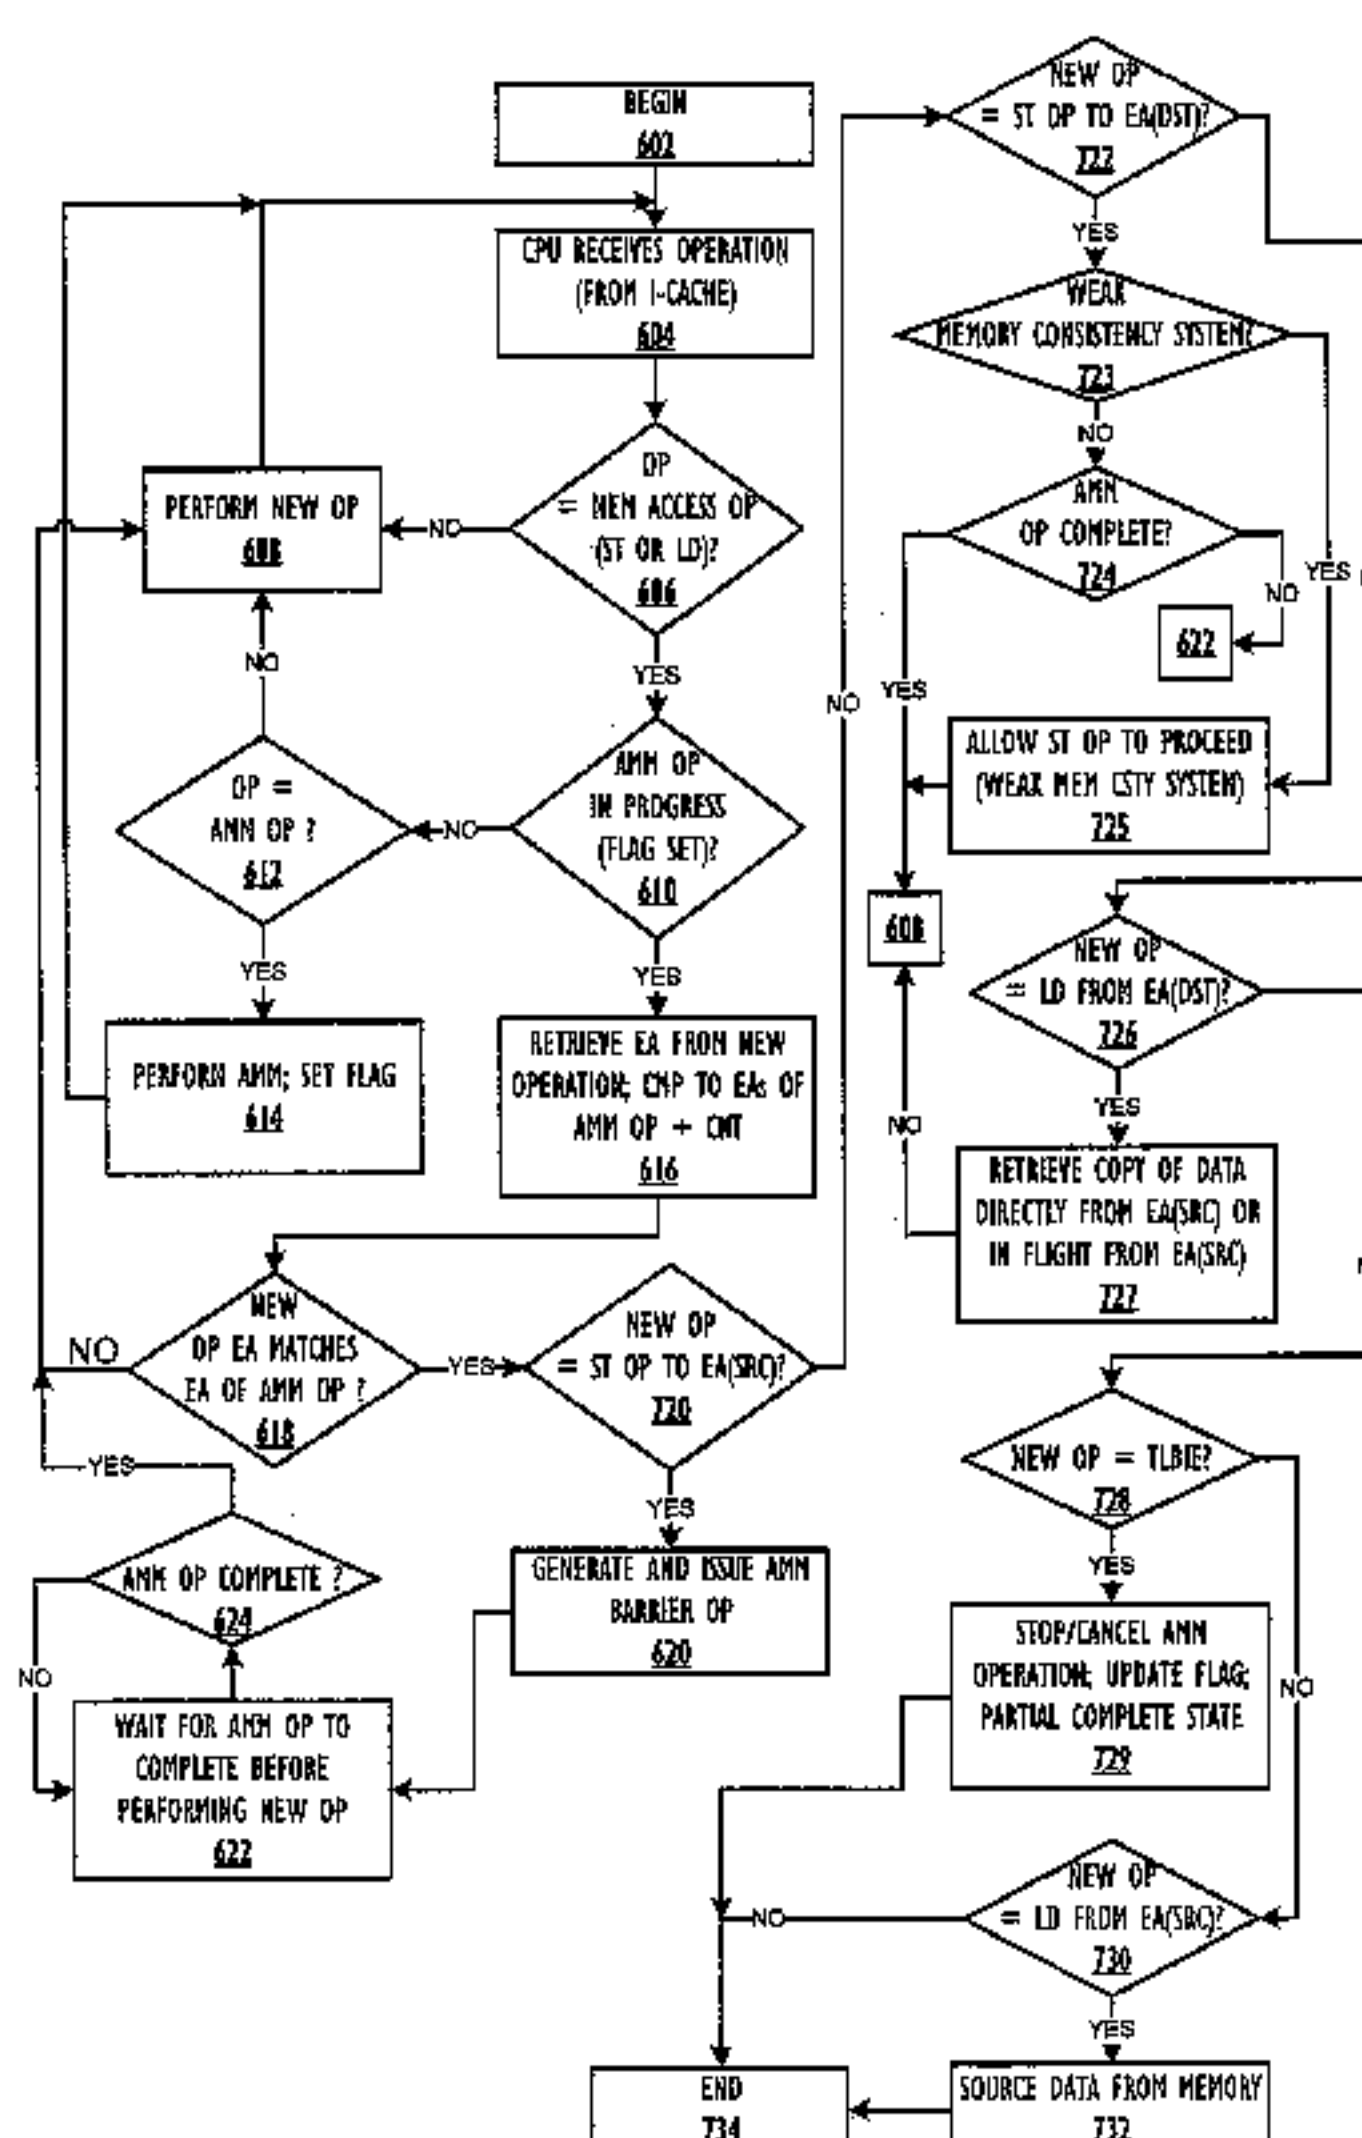 BEGIN
602
CPU RECEIVES OPERATION
(FROM I-CACHE)
604
OP
= MEM ACCESS OP
(ST OR LD)?
606
NO
PERFORM NEW OP
608
YES
NO
AMM OP
IN PROGRESS
(FLAG SET)?
610
NO
OP =
AMM OP ?
612
YES
YES
PERFORM AMM; SET FLAG
614
RETRIEVE EA FROM NEW
OPERATION; CMP TO EAs OF
AMM OP + CNT
616
NEW
OP EA MATCHES
EA OF AMM OP ?
618
NO
YES
NEW OP
= ST OP TO EA(SRC)?
720
NO
YES
YES
GENERATE AND ISSUE AMM
BARRIER OP
620
AMM OP COMPLETE ?
624
NO
WAIT FOR AMM OP TO
COMPLETE BEFORE
PERFORMING NEW OP
622
NEW OP
= ST OP TO EA(DST)?
722
YES
WEAK
MEMORY CONSISTENCY SYSTEM?
723
NO
YES
AMM
OP COMPLETE?
724
NO
622
YES
ALLOW ST OP TO PROCEED
(WEAK MEM CSTY SYSTEM)
725
608
NEW OP
= LD FROM EA(DST)?
726
YES
NO
RETRIEVE COPY OF DATA
DIRECTLY FROM EA(SRC) OR
IN FLIGHT FROM EA(SRC)
727
NEW OP = TLBIE?
728
YES
NO
STOP/CANCEL AMM
OPERATION; UPDATE FLAG;
PARTIAL COMPLETE STATE
729
NEW OP
= LD FROM EA(SRC)?
730
NO
YES
END
734
SOURCE DATA FROM MEMORY
732